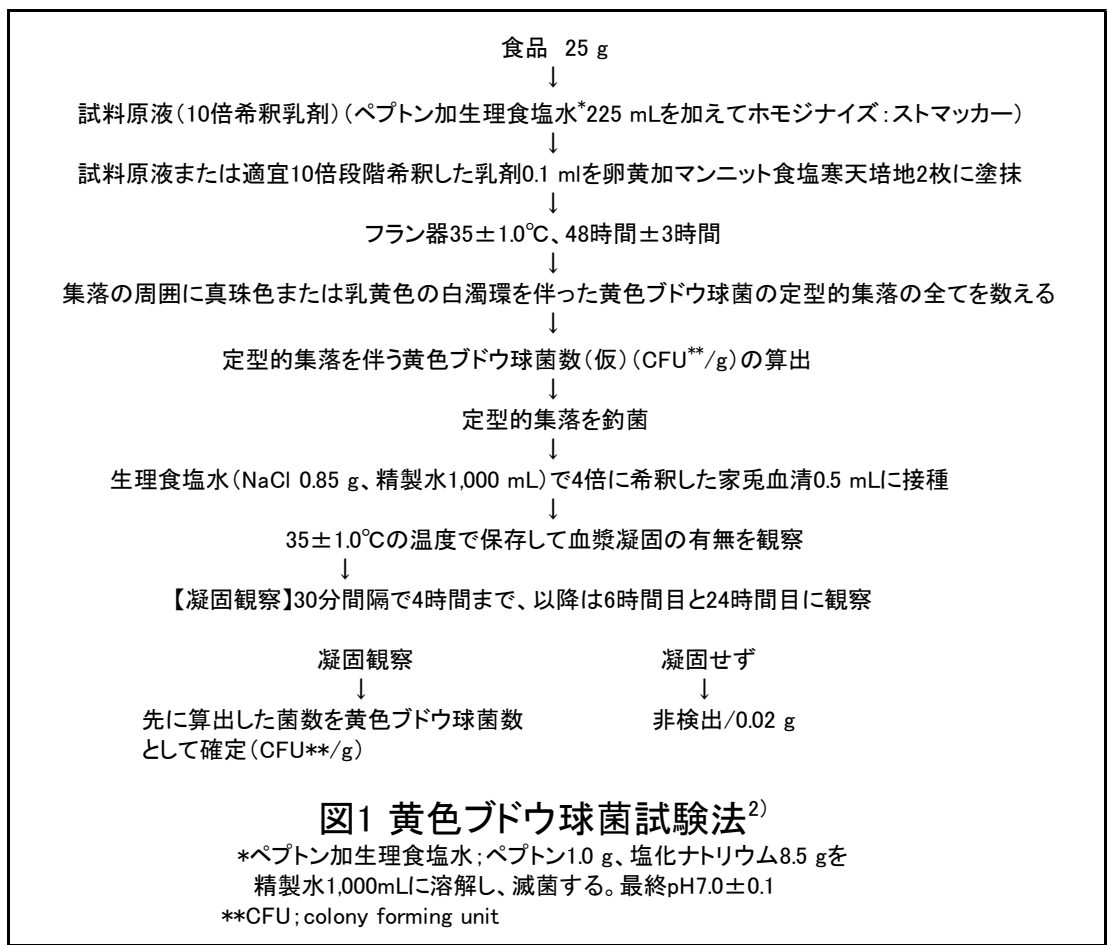 食品 25 g
↓
試料原液(10倍希釈乳剤)(ペプトン加生理食塩水*225 mLを加えてホモジナイズ:ストマッカー)
↓
試料原液または適宜10倍段階希釈した乳剤0.1 mlを卵黄加マンニット食塩寒天培地2枚に塗抹
↓
フラン器35±1.0℃、48時間±3時間
↓
集落の周囲に真珠色または乳黄色の白濁環を伴った黄色ブドウ球菌の定型的集落の全てを数える
↓
定型的集落を伴う黄色ブドウ球菌数(仮)(CFU**/g)の算出
↓
定型的集落を釣菌
↓
生理食塩水(NaCl 0.85 g、精製水1,000 mL)で4倍に希釈した家兎血清0.5 mLに接種
↓
35±1.0℃の温度で保存して血漿凝固の有無を観察
↓
【凝固観察】30分間隔で4時間まで、以降は6時間目と24時間目に観察
凝固観察 凝固せず
↓ ↓
先に算出した菌数を黄色ブドウ球菌数 非検出/0.02 g
として確定(CFU**/g)
図1 黄色ブドウ球菌試験法2)
*ペプトン加生理食塩水;ペプトン1.0 g、塩化ナトリウム8.5 gを
精製水1,000mLに溶解し、滅菌する。最終pH7.0±0.1
**CFU;colony forming unit